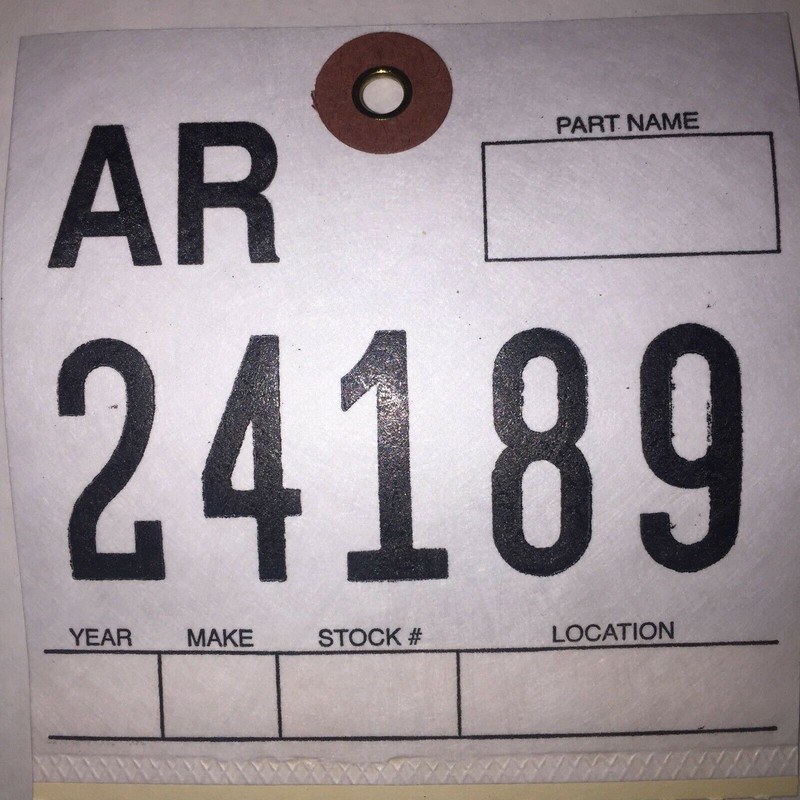 PART NAME
AR
24189
YEAR MAKE STOCK # LOCATION